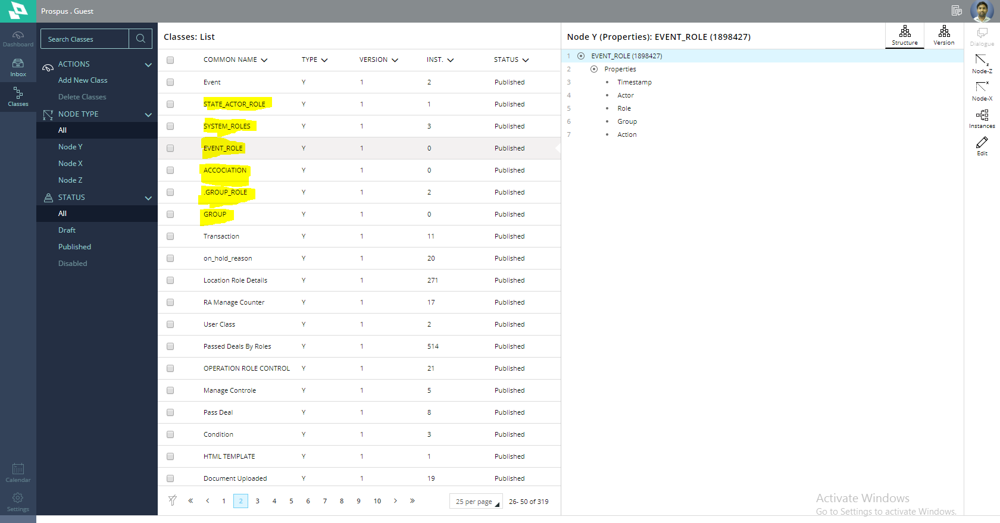 Prospus . Guest
Dashboard
Inbox
Classes
Calendar
Settings
Search Classes
ACTIONS
Add New Class
Delete Classes
NODE TYPE
All
Node Y
Node X
Node Z
STATUS
All
Draft
Published
Disabled
Classes: List
COMMON NAME TYPE VERSION INST. STATUS
Event Y 1 2 Published
STATE_ACTOR_ROLE Y 1 1 Published
SYSTEM_ROLES Y 1 3 Published
EVENT_ROLE Y 1 0 Published
ACCOCIATION Y 1 0 Published
.GROUP_ROLE Y 1 2 Published
GROUP Y 1 0 Published
Transaction Y 1 11 Published
on_hold_reason Y 1 20 Published
Location Role Details Y 1 271 Published
RA Manage Counter Y 1 17 Published
User Class Y 1 2 Published
Passed Deals By Roles Y 1 514 Published
OPERATION ROLE CONTROL Y 1 21 Published
Manage Controle Y 1 5 Published
Pass Deal Y 1 8 Published
Condition Y 1 3 Published
HTML TEMPLATE Y 1 1 Published
Document Uploaded Y 1 19 Published
« ‹ 1 2 3 4 5 6 7 8 9 10 › » 25 per page 26- 50 of 319
Node Y (Properties): EVENT_ROLE (1898427)
Structure
Version
1 EVENT_ROLE (1898427)
2 Properties
3 • Timestamp
4 • Actor
5 • Role
6 • Group
7 • Action
Dialogue
z
Node-Z
x
Node-X
Instances
Edit
Activate Windows
Go to Settings to activate Windows.